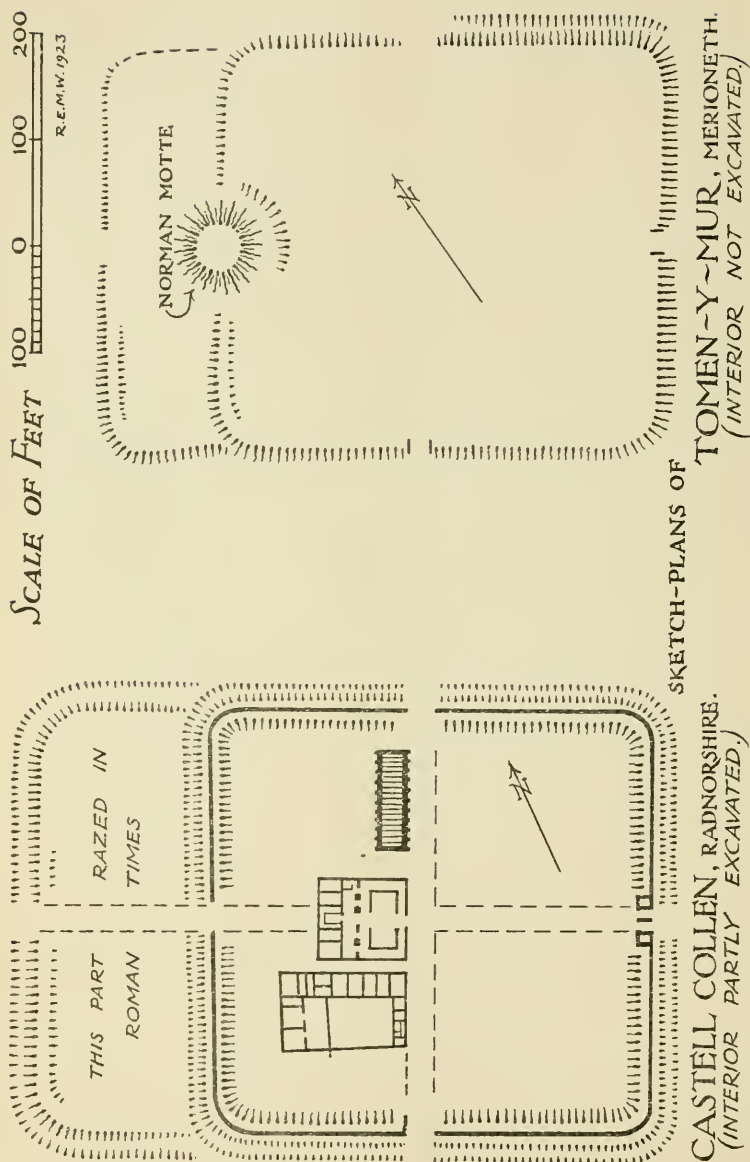 SCALE OF FEET 100 0 100 200
R.E.M.W. 1923
THIS PART RAZED IN
ROMAN TIMES
NORMAN MOTTE
N
N
SKETCH-PLANS OF
CASTELL COLLEN, RADNORSHIRE.
(INTERIOR PARTLY EXCAVATED.)
TOMEN-Y-MUR, MERIONETH.
(INTERIOR NOT EXCAVATED.)